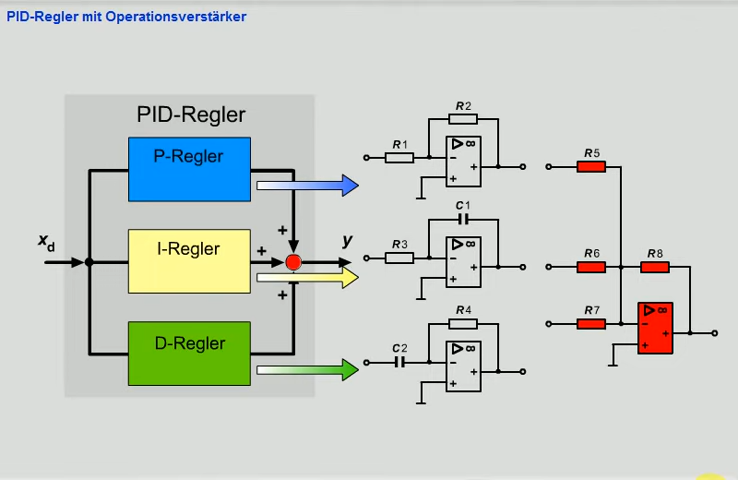 PID-Regler mit Operationsverstärker
PID-Regler
P-Regler
I-Regler
D-Regler
xd
y
+
+
+
R2
R1
▷ ∞
-
+
+
C1
R3
▷ ∞
-
+
+
R4
C2
▷ ∞
-
+
+
R5
R6
R8
R7
▷ ∞
-
+
+